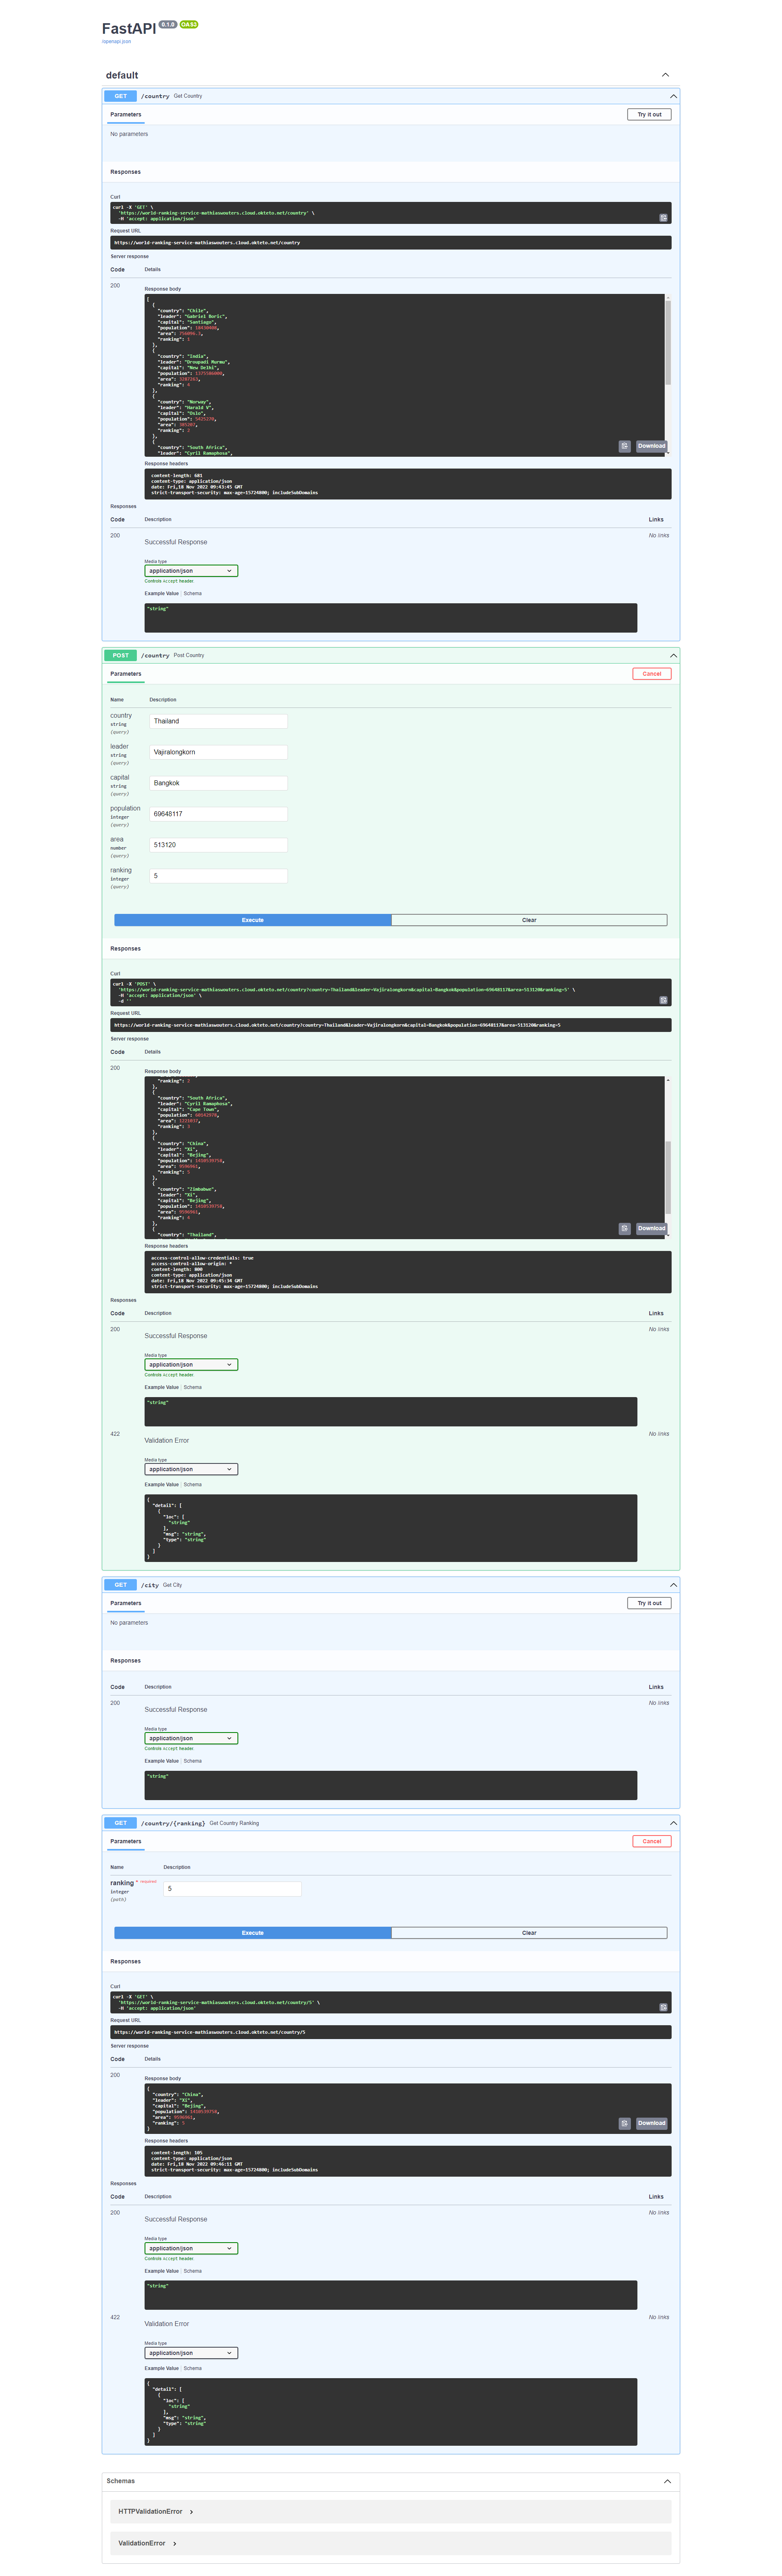 FastAPI 0.1.0 OAS3
/openapi.json
default
GET /country Get Country
Parameters Try it out
No parameters
Responses
Curl
curl -X 'GET' \
'https://world-ranking-service-mathiaswouters.cloud.okteto.net/country' \
-H 'accept: application/json'
Request URL
https://world-ranking-service-mathiaswouters.cloud.okteto.net/country
Server response
Code Details
200
Response body
[
{
"country": "Chile",
"leader": "Gabriel Boric",
"capital": "Santiago",
"population":
"area":
"ranking": 1
},
{
"country": "India",
"leader": "Droupadi Murmu",
"capital": "New Delhi",
"population":
"area":
"ranking": 4
},
{
"country": "Norway",
"leader": "Harald V",
"capital": "Oslo",
"population":
"area":
"ranking": 2
},
{
"country": "South Africa",
"leader": "Cyril Ramaphosa",
Download
Response headers
content-length: 681
content-type: application/json
date: Fri,18 Nov 2022 09:43:45 GMT
strict-transport-security: max-age=15724800; includeSubDomains
Responses
Code Description Links
200 Successful Response No links
Media type
application/json
Controls Accept header.
Example Value Schema
"string"
POST /country Post Country
Parameters Cancel
Name Description
country Thailand
string
(query)
leader Vajiralongkorn
string
(query)
capital Bangkok
string
(query)
population 69648117
integer
(query)
area 513120
number
(query)
ranking 5
integer
(query)
Execute Clear
Responses
Curl
curl -X 'POST' \
'https://world-ranking-service-mathiaswouters.cloud.okteto.net/country?country=Thailand&leader=Vajiralongkorn&capital=Bangkok&population=69648117&area=513120&ranking=5' \
-H 'accept: application/json' \
-d ''
Request URL
https://world-ranking-service-mathiaswouters.cloud.okteto.net/country?country=Thailand&leader=Vajiralongkorn&capital=Bangkok&population=69648117&area=513120&ranking=5
Server response
Code Details
200
Response body
"ranking": 2
},
{
"country": "South Africa",
"leader": "Cyril Ramaphosa",
"capital": "Cape Town",
"population":
"area":
"ranking": 3
},
{
"country": "China",
"leader": "Xi",
"capital": "Bejing",
"population": 1410539758,
"area": 9596961,
"ranking": 5
},
{
"country": "Zimbabwe",
"leader": "Xi",
"capital": "Bejing",
"population": 1410539758,
"area": 9596961,
"ranking":
},
{
"country": "Thailand",
Download
Response headers
access-control-allow-credentials: true
access-control-allow-origin: *
content-length: 800
content-type: application/json
date: Fri,18 Nov 2022 09:45:34 GMT
strict-transport-security: max-age=15724800; includeSubDomains
Responses
Code Description Links
200 Successful Response No links
Media type
application/json
Controls Accept header.
Example Value Schema
"string"
422 Validation Error No links
Media type
application/json
Example Value Schema
{
"detail": [
{
"loc": [
"string"
],
"msg": "string",
"type": "string"
}
]
}
GET /city Get City
Parameters Try it out
No parameters
Responses
Code Description Links
200 Successful Response No links
Media type
application/json
Controls Accept header.
Example Value Schema
"string"
GET /country/{ranking} Get Country Ranking
Parameters Cancel
Name Description
ranking * required 5
integer
(path)
Execute Clear
Responses
Curl
curl -X 'GET' \
'https://world-ranking-service-mathiaswouters.cloud.okteto.net/country/5' \
-H 'accept: application/json'
Request URL
https://world-ranking-service-mathiaswouters.cloud.okteto.net/country/5
Server response
Code Details
200
Response body
{
"country": "China",
"leader": "Xi",
"capital": "Bejing",
"population": 1410539758,
"area": 9596961,
"ranking": 5
}
Download
Response headers
content-length: 105
content-type: application/json
date: Fri,18 Nov 2022 09:46:11 GMT
strict-transport-security: max-age=15724800; includeSubDomains
Responses
Code Description Links
200 Successful Response No links
Media type
application/json
Controls Accept header.
Example Value Schema
"string"
422 Validation Error No links
Media type
application/json
Example Value Schema
{
"detail": [
{
"loc": [
"string"
],
"msg": "string",
"type": "string"
}
]
}
Schemas
HTTPValidationError
ValidationError